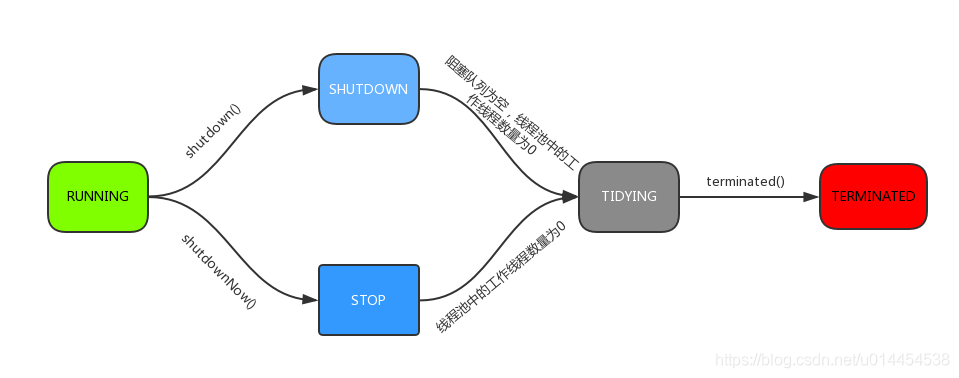 RUNNING
shutdown()
SHUTDOWN
阻塞队列为空，线程池中的工
作线程数量为0
shutdownNow()
STOP
线程池中的工作线程数量为0
TIDYING
terminated()
TERMINATED
https://blog.csdn.net/u014454538